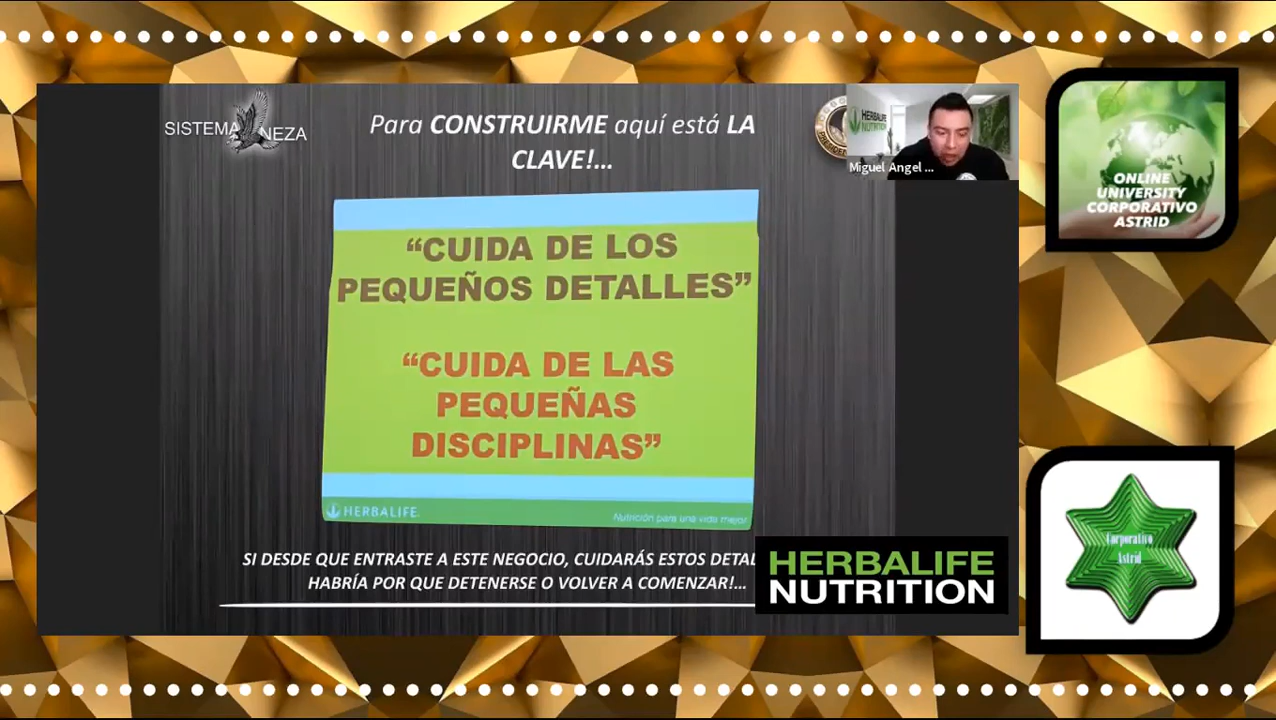 SISTEMA NEZA
Para CONSTRUIRME aquí está LA
CLAVE!...
HERBALIFE
NUTRITION
Miguel Angel ...
ONLINE
UNIVERSITY
CORPORATIVO
ASTRID
“CUIDA DE LOS
PEQUEÑOS DETALLES”
“CUIDA DE LAS
PEQUEÑAS
DISCIPLINAS”
HERBALIFE
Nutrición para una vida mejor
SI DESDE QUE ENTRASTE A ESTE NEGOCIO, CUIDARÁS ESTOS
HABRÍA POR QUE DETENERSE O VOLVER A COMENZAR!...
HERBALIFE
NUTRITION
Corporativo
Astrid